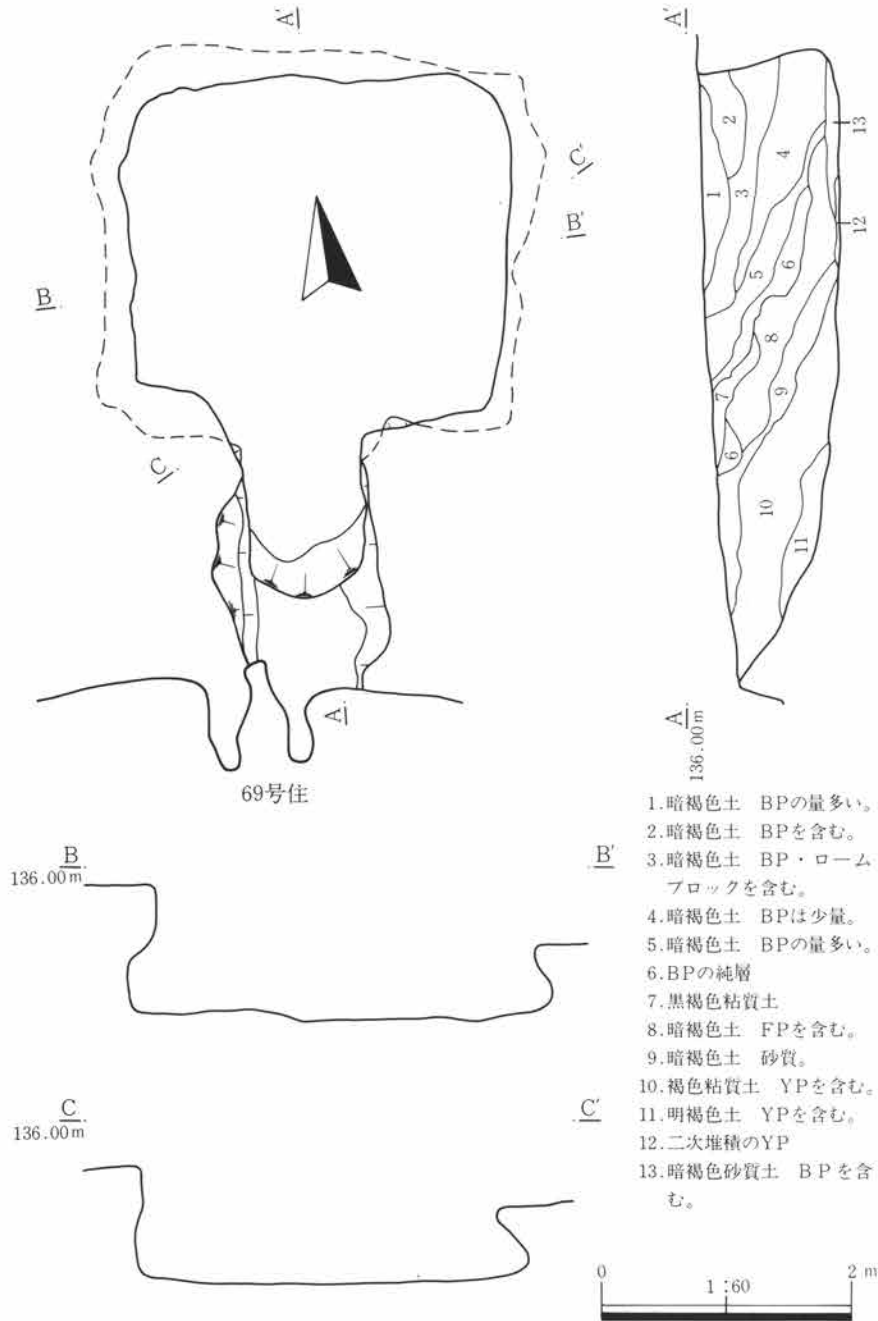 A'
A'
C'
B'
B
C
A
69号住
1
2
3
4
5
6
7
8
9
6
10
11
13
12
A
136.00m
B
B'
136.00m
C
C'
136.00m
1.暗褐色土 BPの量多い。
2.暗褐色土 BPを含む。
3.暗褐色土 BP・ローム
ブロックを含む。
4.暗褐色土 BPは少量。
5.暗褐色土 BPの量多い。
6.BPの純層
7.黒褐色粘質土
8.暗褐色土 FPを含む。
9.暗褐色土 砂質。
10.褐色粘質土 YPを含む。
11.明褐色土 YPを含む。
12.二次堆積のYP
13.暗褐色砂質土 BPを含
む。
0 1:60 2m